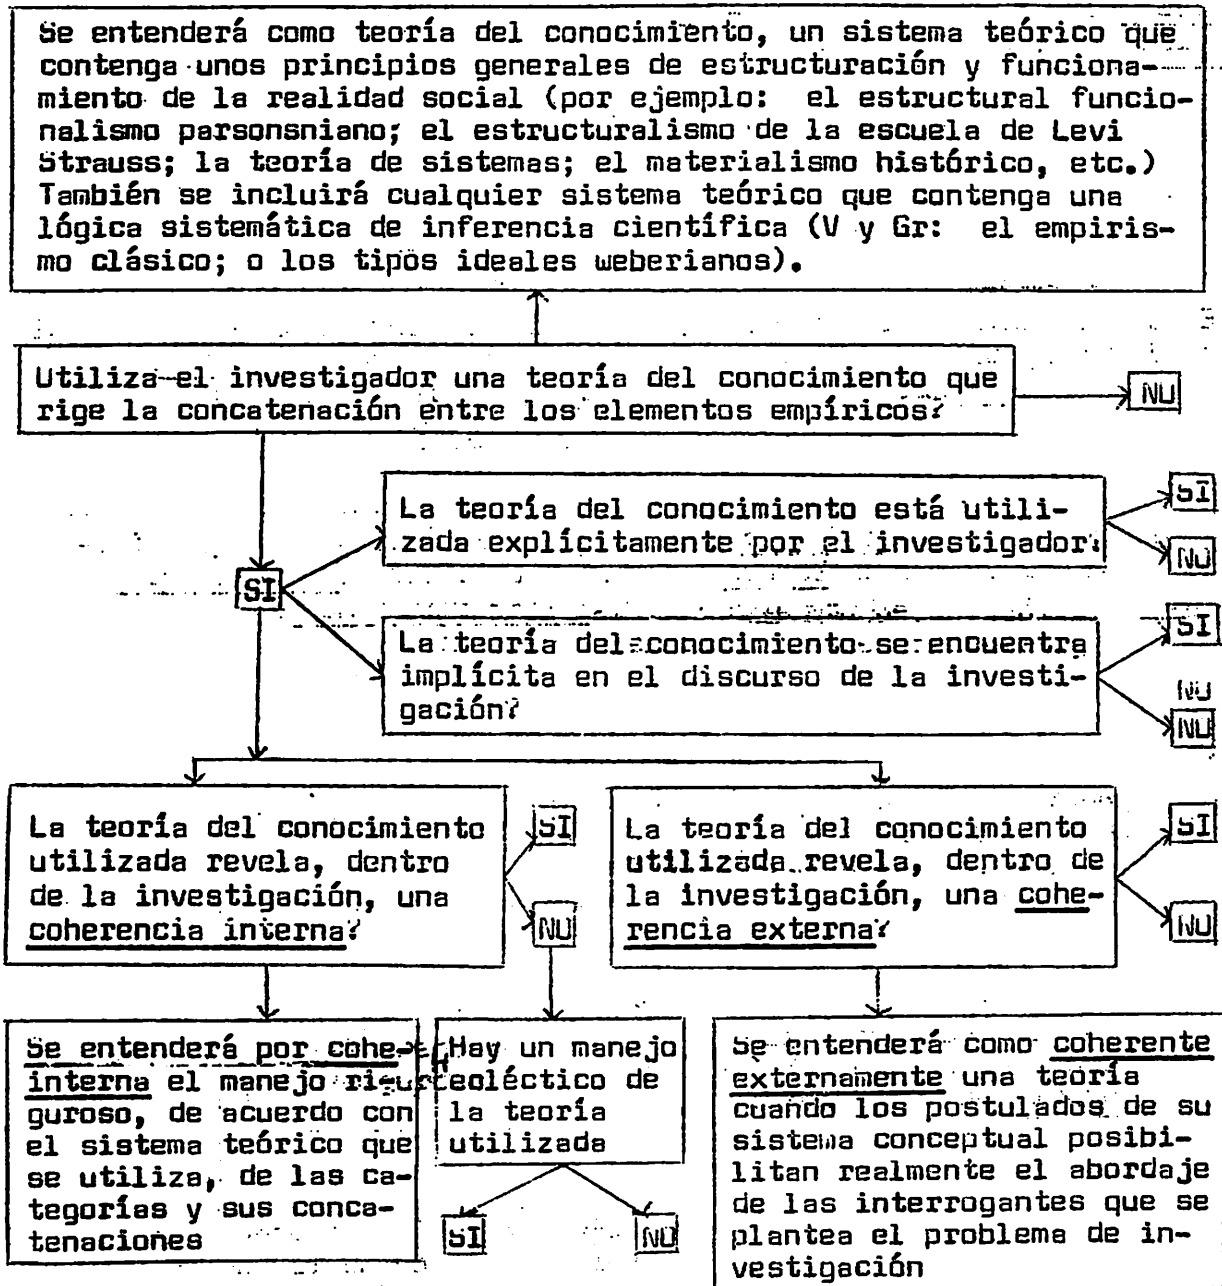 Se entenderá como teoría del conocimiento, un sistema teórico que
contenga unos principios generales de estructuración y funciona-
miento de la realidad social (por ejemplo: el estructural funcio-
nalismo parsonsniano; el estructuralismo de la escuela de Levi
Strauss; la teoría de sistemas; el materialismo histórico, etc.)
También se incluirá cualquier sistema teórico que contenga una
lógica sistemática de inferencia científica (V y Gr: el empiris-
mo clásico; o los tipos ideales weberianos).
Utiliza el investigador una teoría del conocimiento que
rige la concatenación entre los elementos empíricos?
NO
La teoría del conocimiento está utili-
zada explícitamente por el investigador.
SI
NO
SI
La teoría del conocimiento se encuentra
implícita en el discurso de la investi-
gación?
SI
NO
NO
La teoría del conocimiento
utilizada revela, dentro
de la investigación, una
coherencia interna?
SI
NO
La teoría del conocimiento
utilizada revela, dentro de
la investigación, una cohe-
rencia externa?
SI
NO
Se entenderá por cohe-
interna el manejo
guroso, de acuerdo con
el sistema teórico que
se utiliza, de las ca-
tegorías y sus conca-
tenaciones
Hay un manejo
eoléctico de
la teoría
utilizada
SI
NO
Se entenderá como coherente
externamente una teoría
cuando los postulados de su
sistema conceptual posibi-
litan realmente el abordaje
de las interrogantes que se
plantea el problema de in-
vestigación